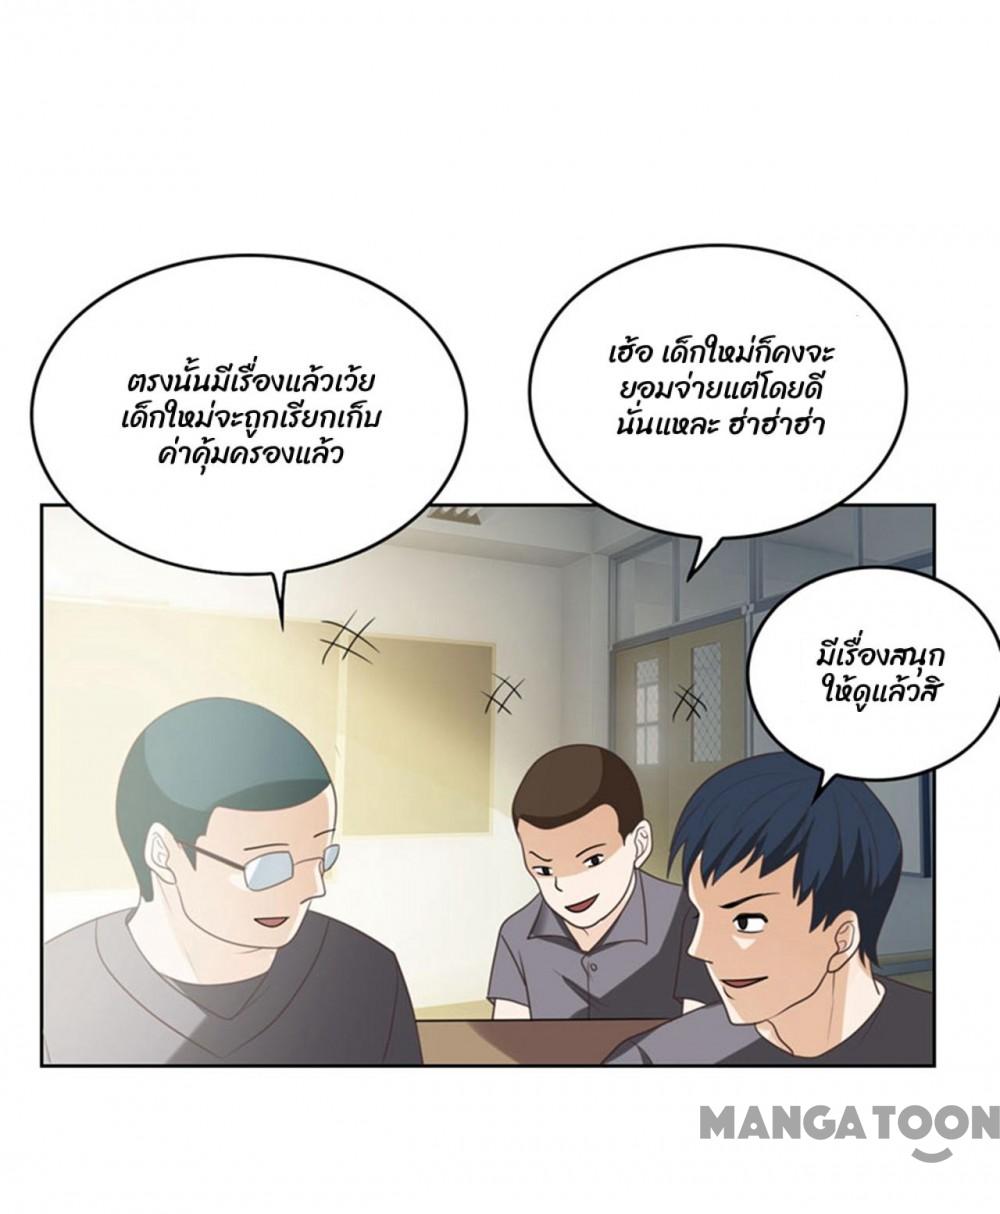 ตรงนั้นมีเรื่องแล้วเว้ย
เด็กใหม่จะถูกเรียกเก็บ
ค่าคุ้มครองแล้ว
เฮ้อ เด็กใหม่ก็คงจะ
ยอมจ่ายแต่โดยดี
นั่นแหละ ฮ่าฮ่าฮ่า
มีเรื่องสนุก
ให้ดูแล้วสิ
MANGATOON